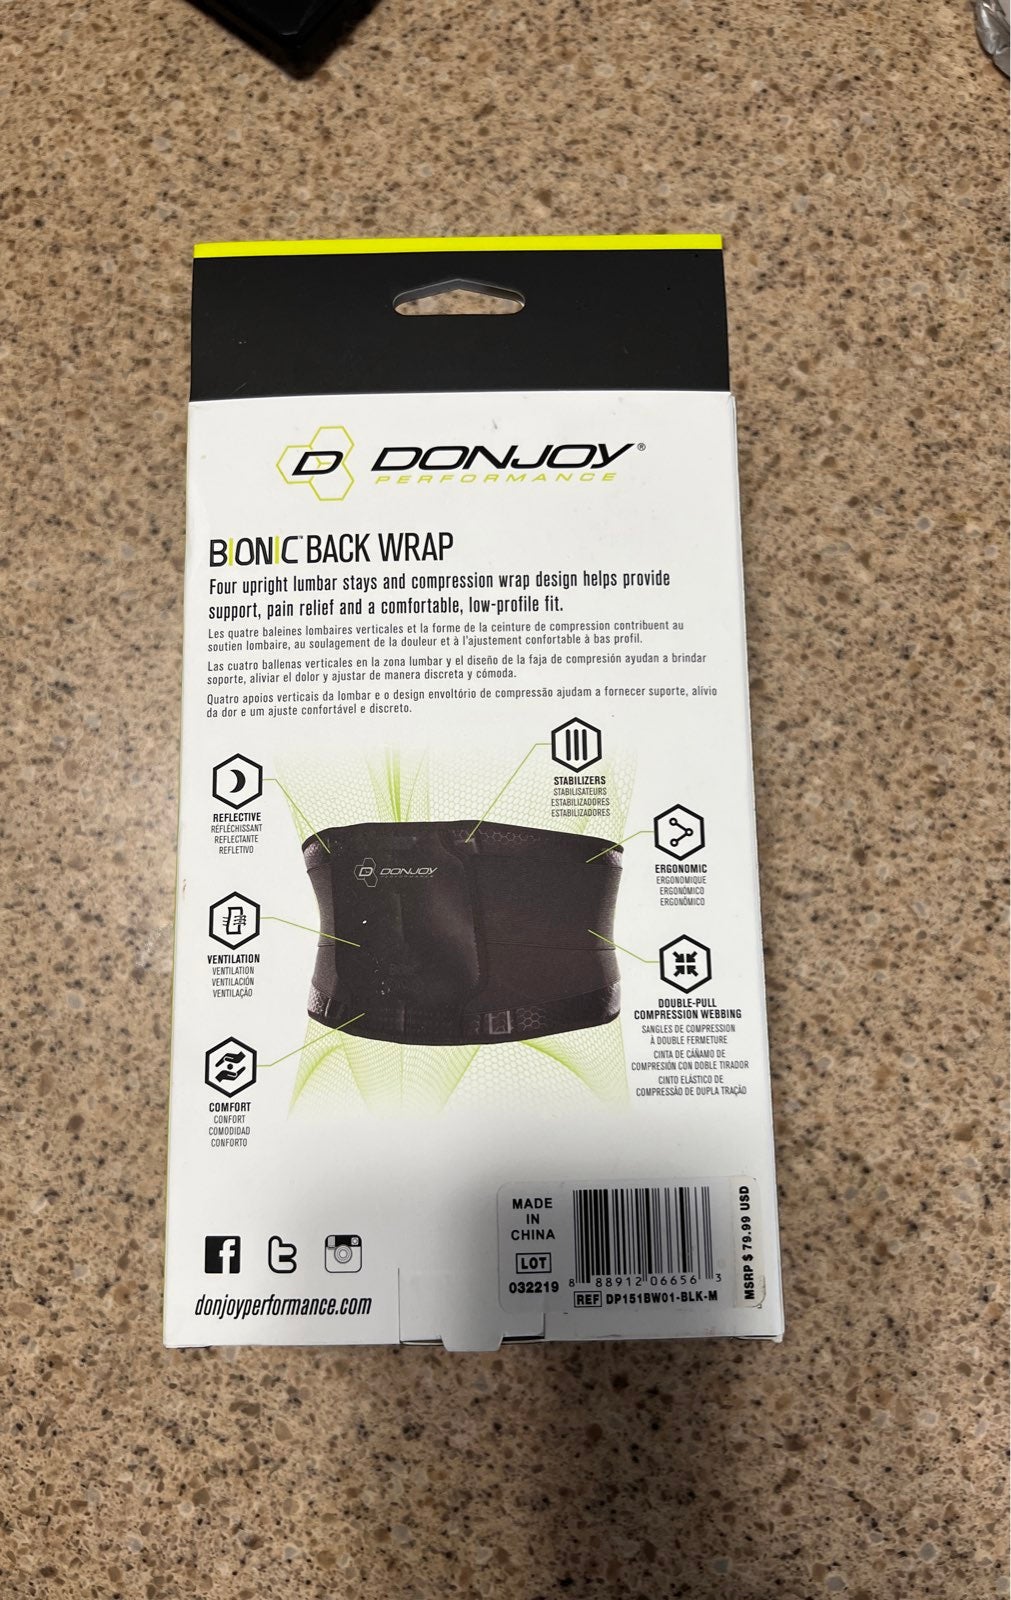 D DONJOY®
PERFORMANCE
BIONIC™ BACK WRAP
Four upright lumbar stays and compression wrap design helps provide
support, pain relief and a comfortable, low-profile fit.
Les quatre baleines lombaires verticales et la forme de la ceinture de compression contribuent au
soutien lombaire, au soulagement de la douleur et à l'ajustement confortable à bas profil.
Las cuatro ballenas verticales en la zona lumbar y el diseño de la faja de compresión ayudan a brindar
soporte, aliviar el dolor y ajustar de manera discreta y cómoda.
Quatro apoios verticais da lombar e o design envoltório de compressão ajudam a fornecer suporte, alívio
da dor e um ajuste confortável e discreto.
STABILIZERS
STABILISATEURS
ESTABILIZADORES
ESTABILIZADORES
REFLECTIVE
RÉFLÉCHISSANT
REFLECTANTE
REFLETIVO
ERGONOMIC
ERGONOMIQUE
ERGONÓMICO
ERGONÔMICO
D DONJOY
PERFORMANCE
VENTILATION
VENTILATION
VENTILACIÓN
VENTILAÇÃO
DOUBLE-PULL
COMPRESSION WEBBING
SANGLES DE COMPRESSION
À DOUBLE FERMETURE
CINTA DE CÁÑAMO DE
COMPRESIÓN CON DOBLE TIRADOR
CINTO ELÁSTICO DE
COMPRESSÃO DE DUPLA TRAÇÃO
COMFORT
CONFORT
COMODIDAD
CONFORTO
donjoyperformance.com
MADE
IN
CHINA
LOT
032219
8 88912 06656 3
REF DP151BW01-BLK-M
MSRP $ 79.99 USD